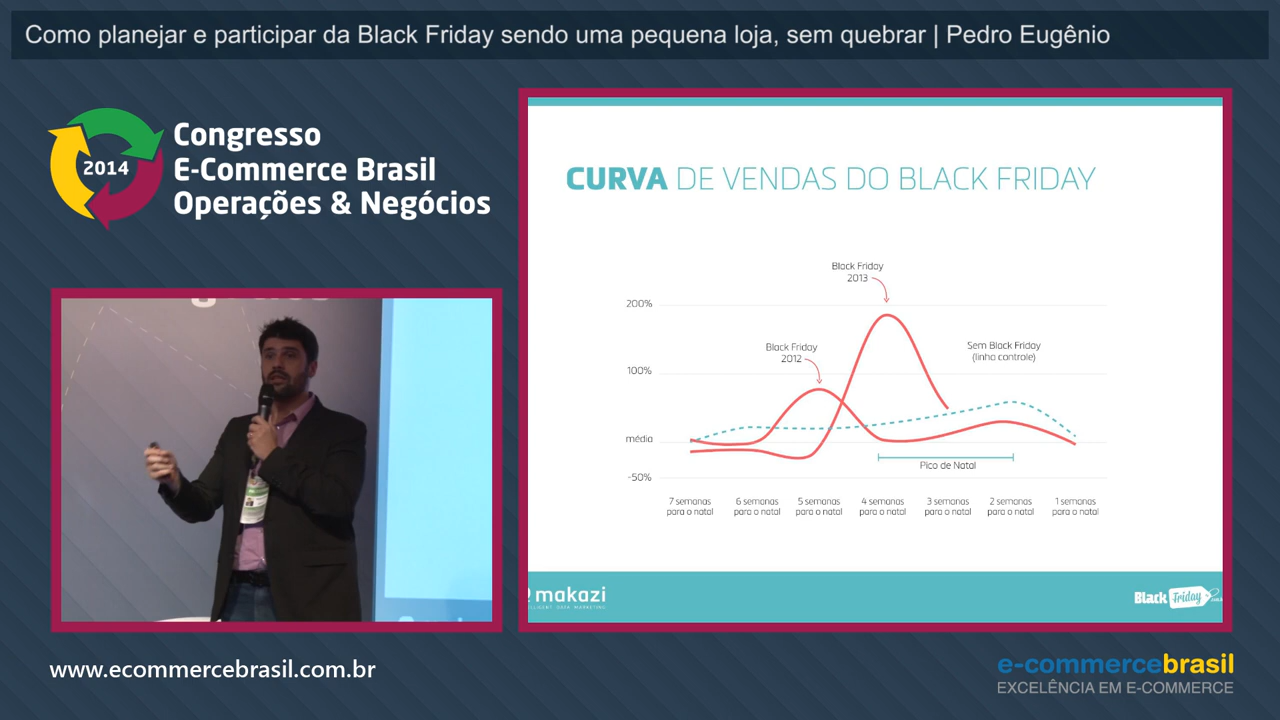 Como planejar e participar da Black Friday sendo uma pequena loja, sem quebrar | Pedro Eugênio
2014
Congresso
E-Commerce Brasil
Operações & Negócios
CURVA DE VENDAS DO BLACK FRIDAY
Black Friday
2013
200%
Black Friday
2012
Sem Black Friday
(linha controle)
100%
média
Pico de Natal
-50%
7 semanas
para o natal
6 semanas
para o natal
5 semanas
para o natal
4 semanas
para o natal
3 semanas
para o natal
2 semanas
para o natal
1 semanas
para o natal
makazi
Black Friday
www.ecommercebrasil.com.br
e-commercebrasil
EXCELÊNCIA EM E-COMMERCE